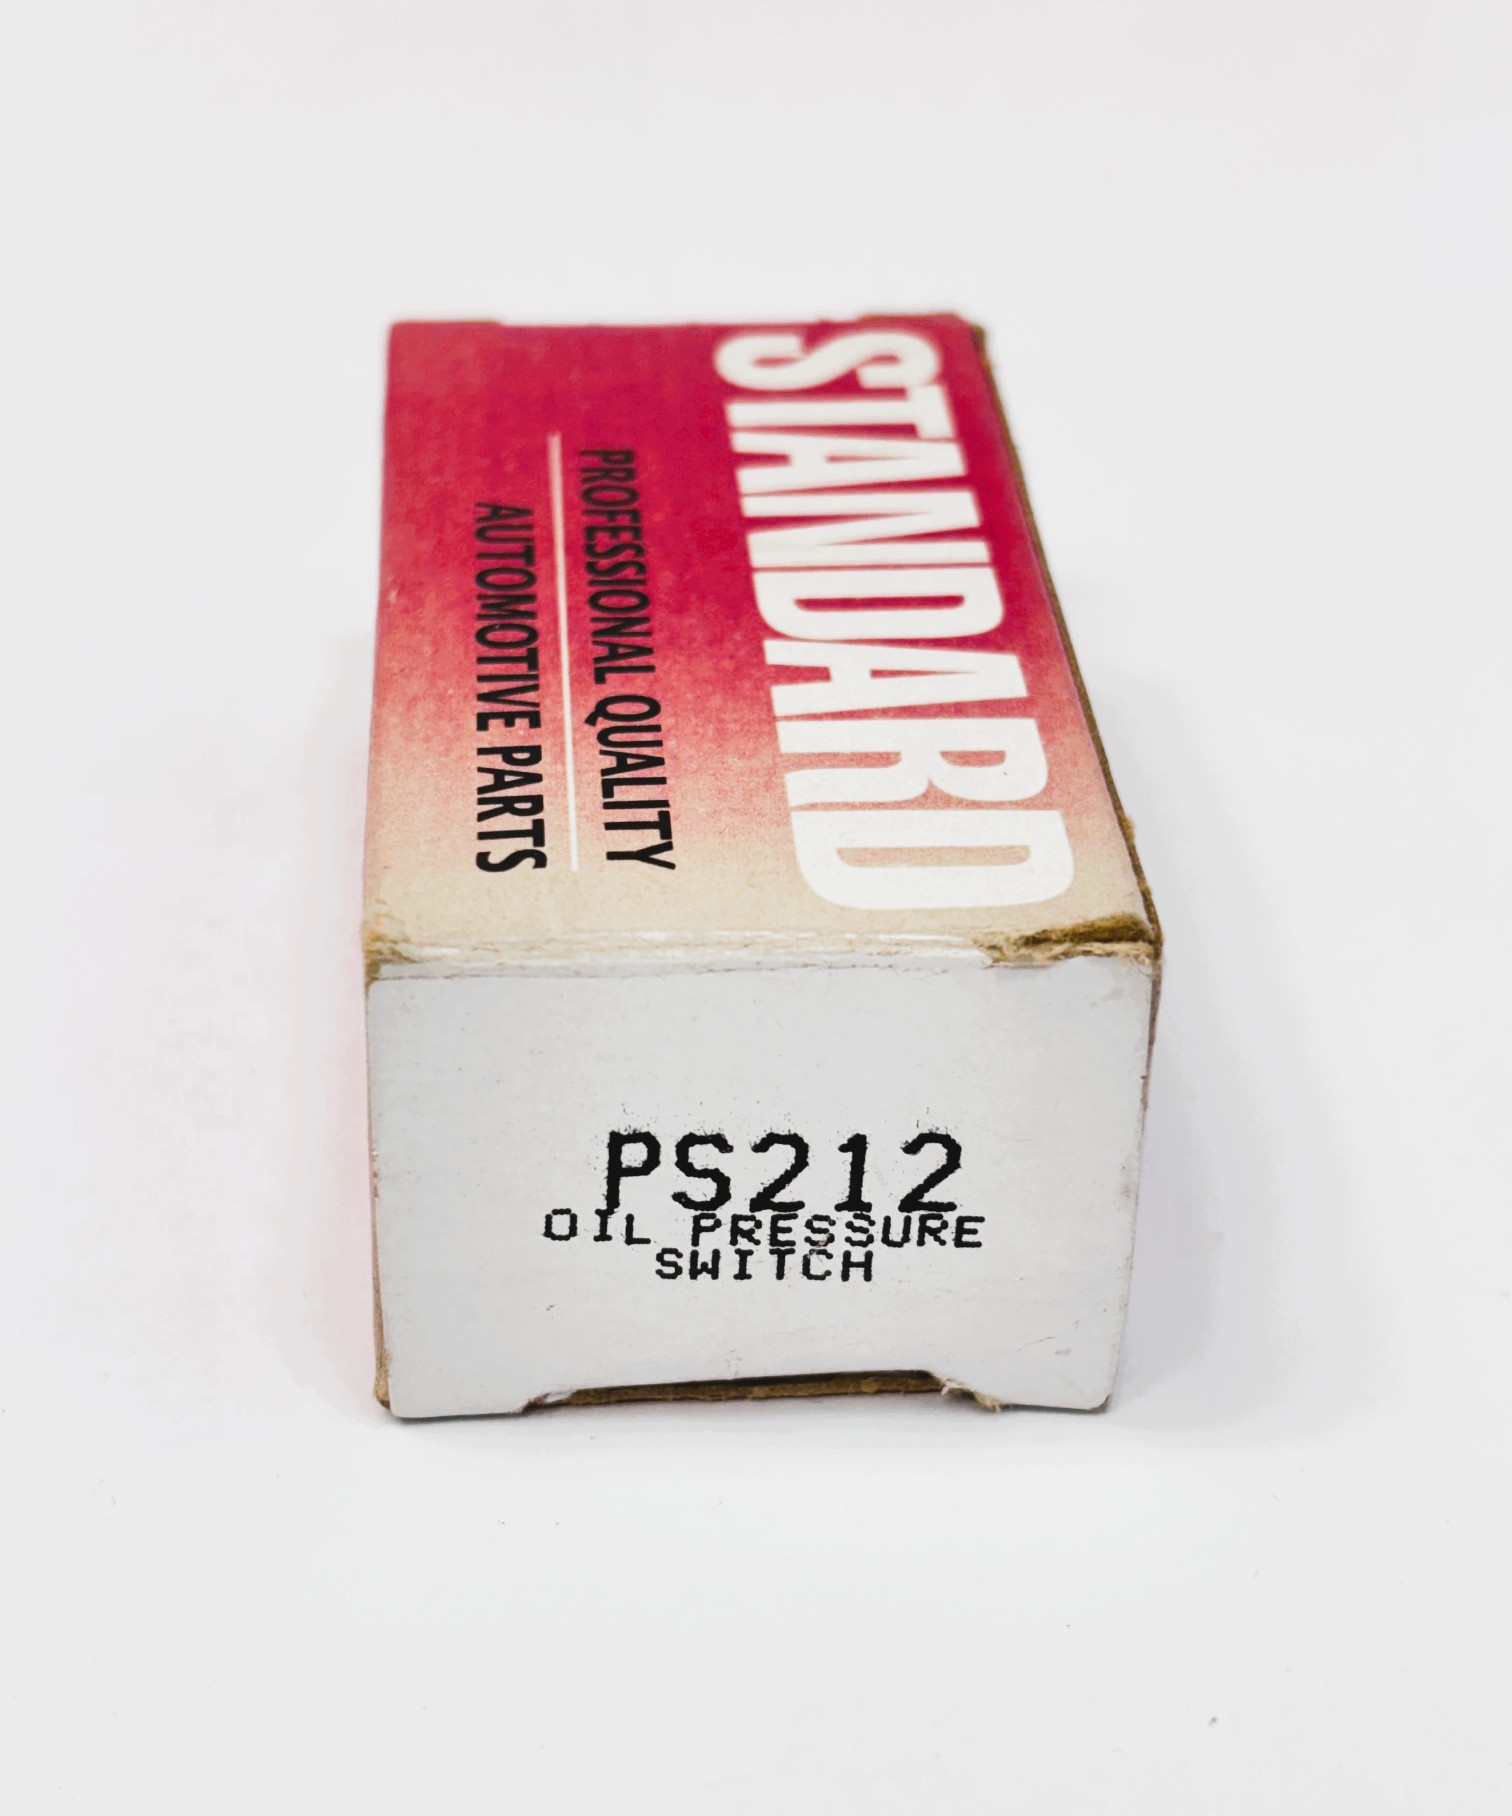 STANDARD
PROFESSIONAL QUALITY
AUTOMOTIVE PARTS
PS212
OIL PRESSURE
SWITCH